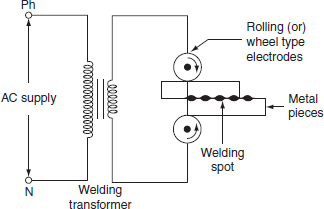 Ph
Rolling (or)
wheel type
electrodes
AC supply
Metal
pieces
Welding
spot
N
Welding
transformer